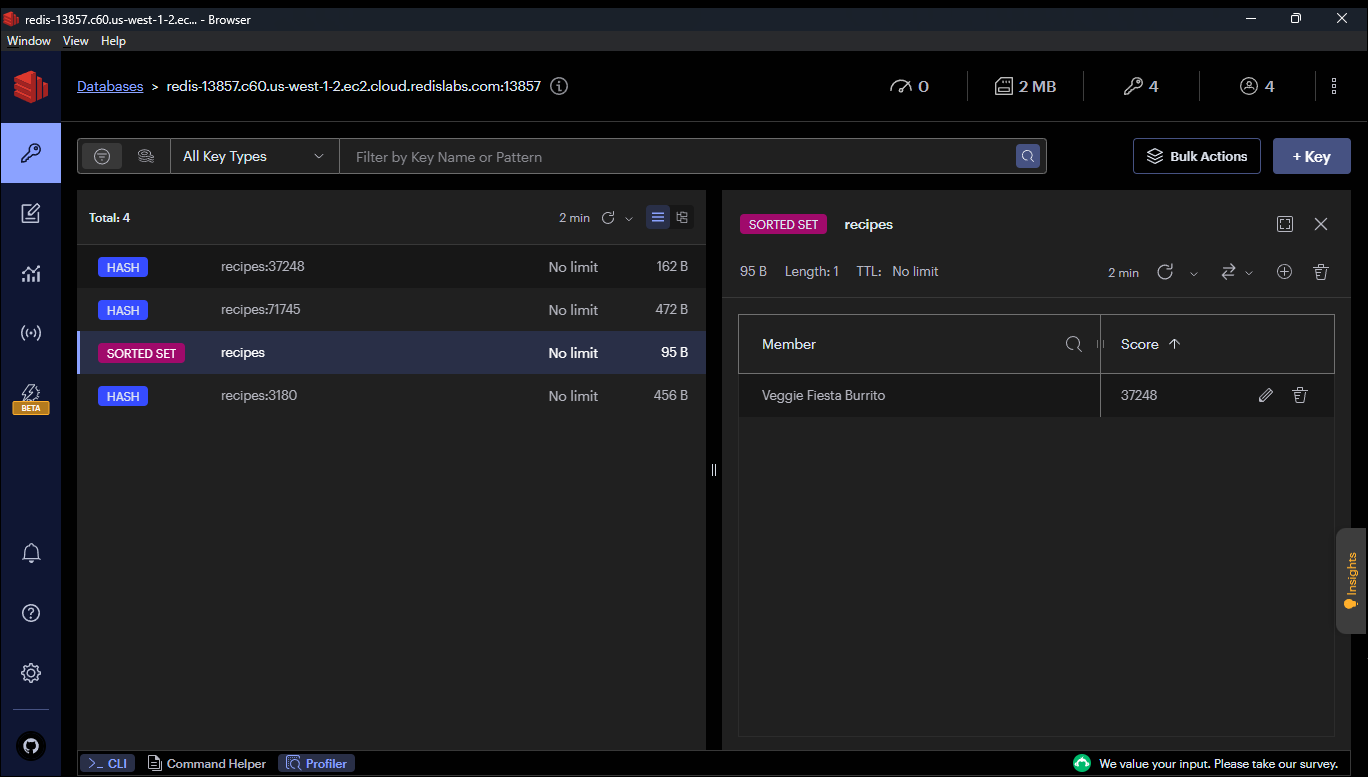 redis-13857.c60.us-west-1-2.ec... - Browser
Window View Help
Databases > redis-13857.c60.us-west-1-2.ec2.cloud.redislabs.com:13857
0
2 MB
4
4
All Key Types
Filter by Key Name or Pattern
Bulk Actions
+ Key
Total: 4
2 min
HASH recipes:37248 No limit 162 B
HASH recipes:71745 No limit 472 B
SORTED SET recipes No limit 95 B
HASH recipes:3180 No limit 456 B
BETA
SORTED SET recipes
95 B Length: 1 TTL: No limit
2 min
Member Score
Veggie Fiesta Burrito 37248
Insights
>_ CLI
Command Helper
Profiler
We value your input. Please take our survey.